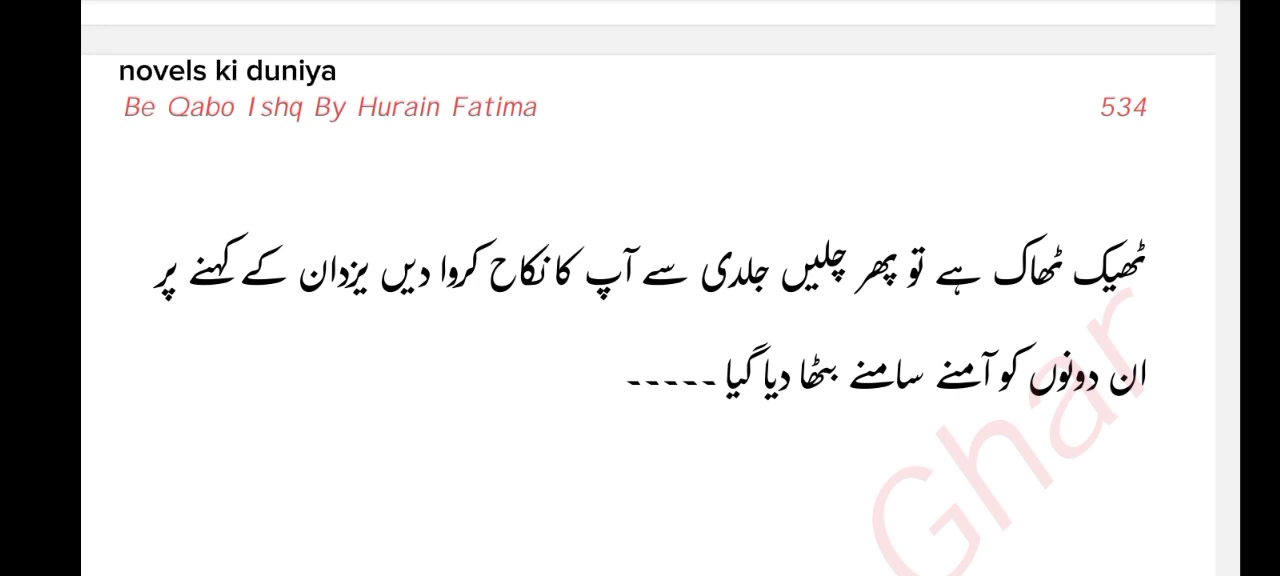 novels ki duniya
Be Qabo Ishq By Hurain Fatima 534
ٹھیک ٹھاک ہے تو پھر چلیں جلدی سے آپ کا نکاح کروا دیں یزدان کے کہنے پر
ان دونوں کو آمنے سامنے بٹھا دیا گیا -----
Ghar